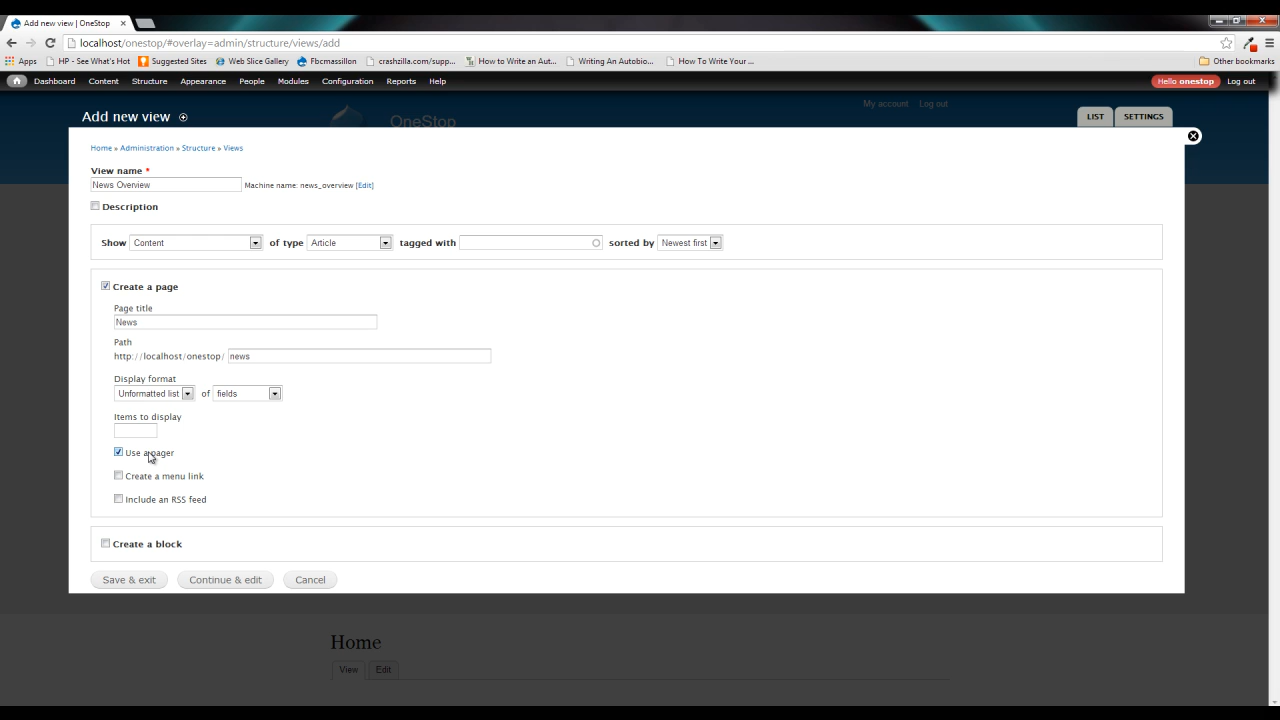 Add new view | OneStop
localhost/onestop/#overlay=admin/structure/views/add
Apps HP - See What's Hot Suggested Sites Web Slice Gallery Fbcmassillon crashzilla.com/supp... How to Write an Aut... Writing An Autobio... How To Write Your ... Other bookmarks
Dashboard Content Structure Appearance People Modules Configuration Reports Help Hello onestop Log out
My account Log out
Add new view OneStop LIST SETTINGS
Home » Administration » Structure » Views
View name *
News Overview Machine name: news_overview [Edit]
Description
Show Content of type Article tagged with sorted by Newest first
Create a page
Page title
News
Path
http://localhost/onestop/ news
Display format
Unformatted list of fields
Items to display
Use a pager
Create a menu link
Include an RSS feed
Create a block
Save & exit Continue & edit Cancel
Home
View Edit